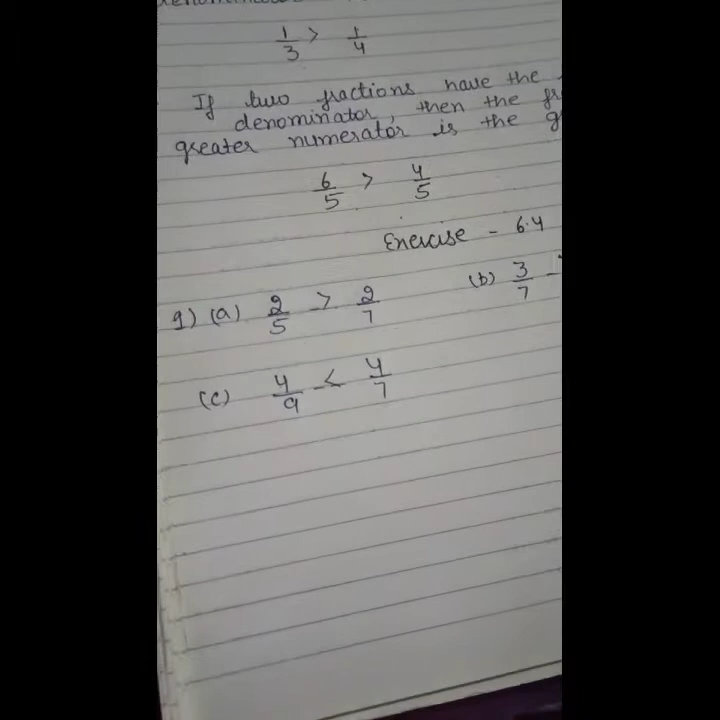 1/3 > 1/4
If two fractions have the
denominator, then the
greater numerator is the
6/5 > 4/5
Exercise - 6.4
1) (a) 2/5 > 2/7 (b) 3/7
(c) 4/9 < 4/7